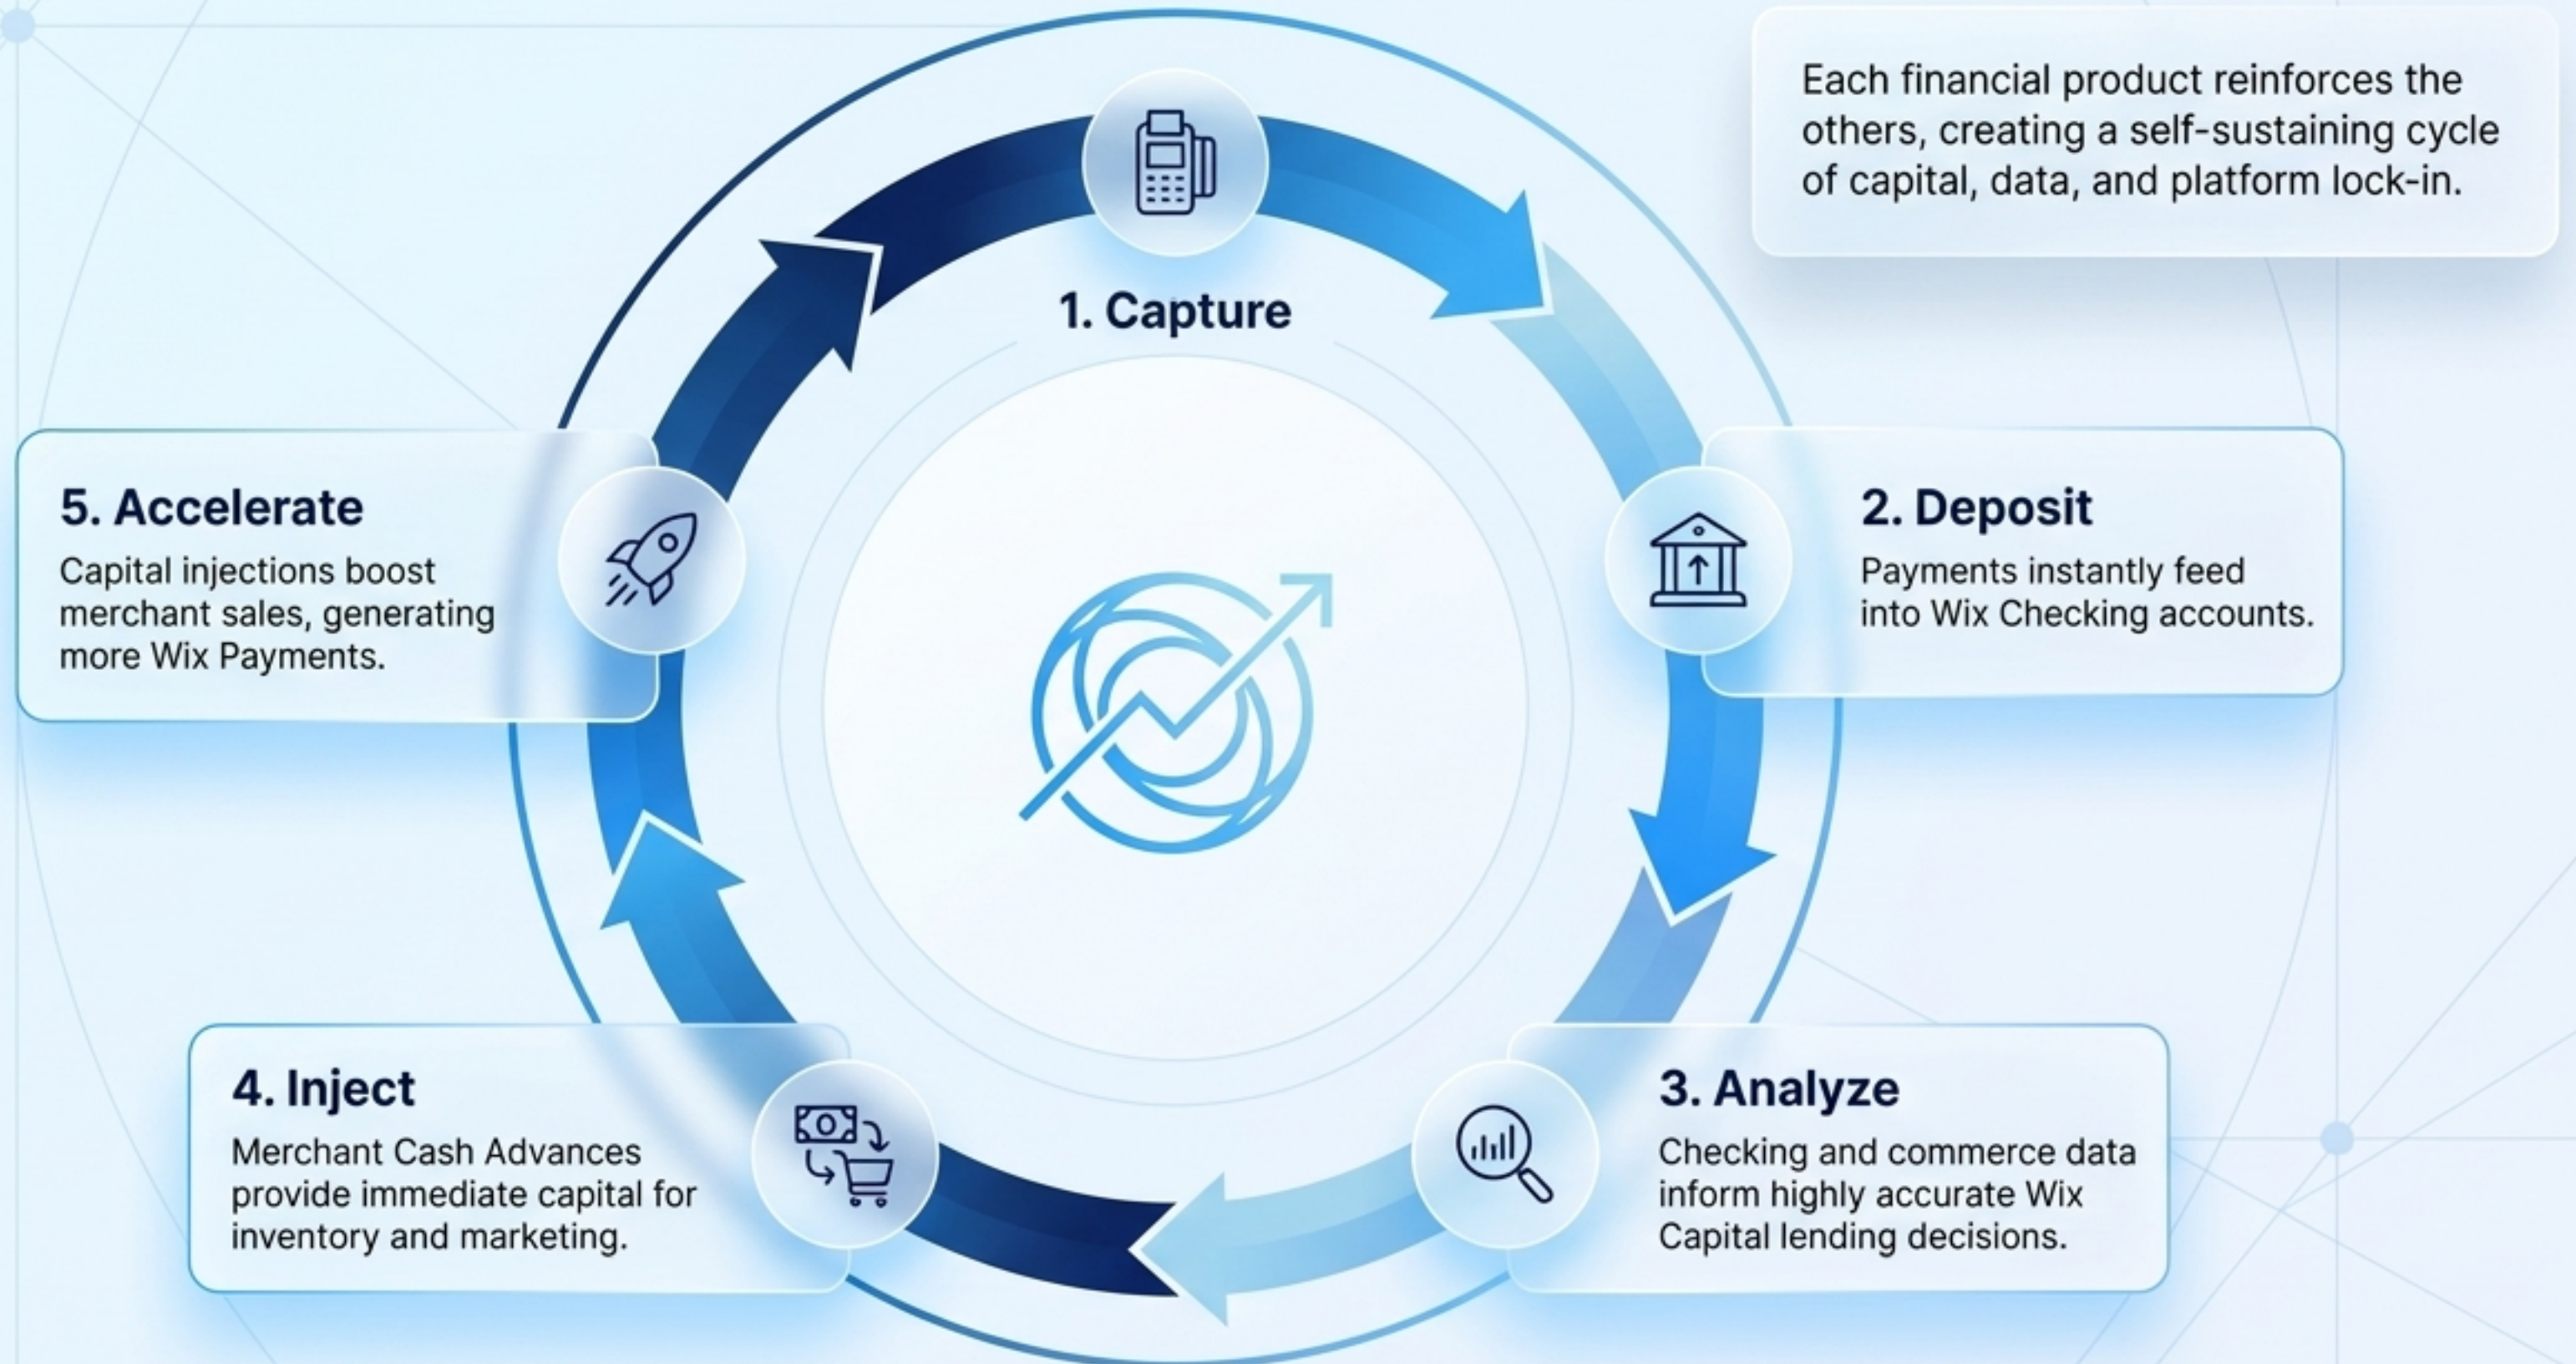 Each financial product reinforces the
others, creating a self-sustaining cycle
of capital, data, and platform lock-in.
1. Capture
2. Deposit
Payments instantly feed
into Wix Checking accounts.
3. Analyze
Checking and commerce data
inform highly accurate Wix
Capital lending decisions.
4. Inject
Merchant Cash Advances
provide immediate capital for
inventory and marketing.
5. Accelerate
Capital injections boost
merchant sales, generating
more Wix Payments.